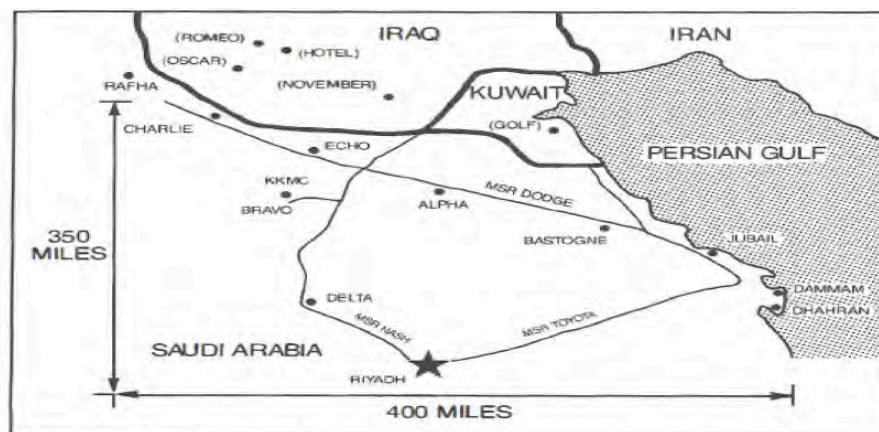 IRAQ
IRAN
(ROMEO)
(HOTEL)
(OSCAR)
RAFHA
(NOVEMBER)
KUWAIT
CHARLIE
(GOLF)
ECHO
PERSIAN GULF
KKMC
MSR DODGE
BRAVO
ALPHA
350
MILES
BASTOGNE
JUBAIL
DELTA
DAMMAM
DHAHRAN
MSR NASH
MSR TOYOTA
SAUDI ARABIA
RIYADH
400 MILES